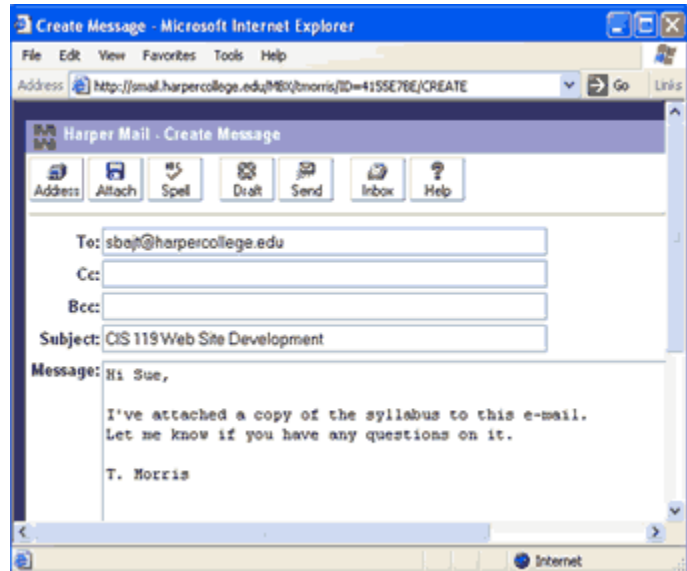 Create Message - Microsoft Internet Explorer
File Edit View Favorites Tools Help
Address http://smail.harpercollege.edu/MBX/tmorris/ID=4155E7BE/CREATE Go Links
Harper Mail - Create Message
Address Attach Spell Draft Send Inbox Help
To: sbajt@harpercollege.edu
Cc:
Bcc:
Subject: CIS 119 Web Site Development
Message: Hi Sue,
I've attached a copy of the syllabus to this e-mail.
Let me know if you have any questions on it.
T. Morris
Internet